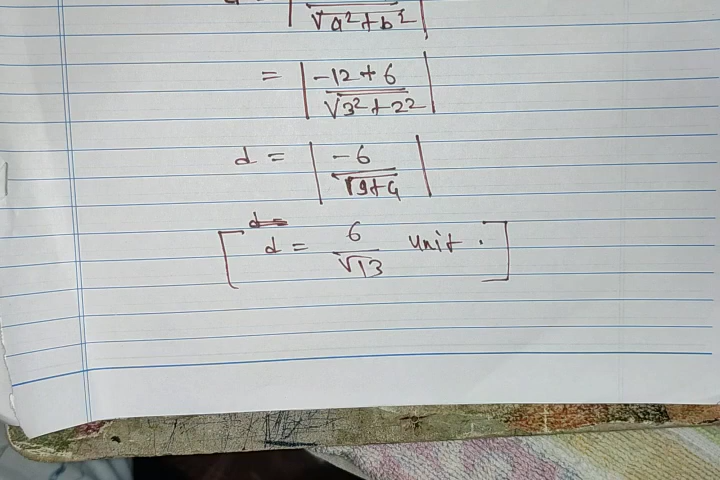 √a²+b²
= |-12+6 / √3²+2²|
d = |-6 / √9+4|
d =
[ d = 6/√13 unit. ]